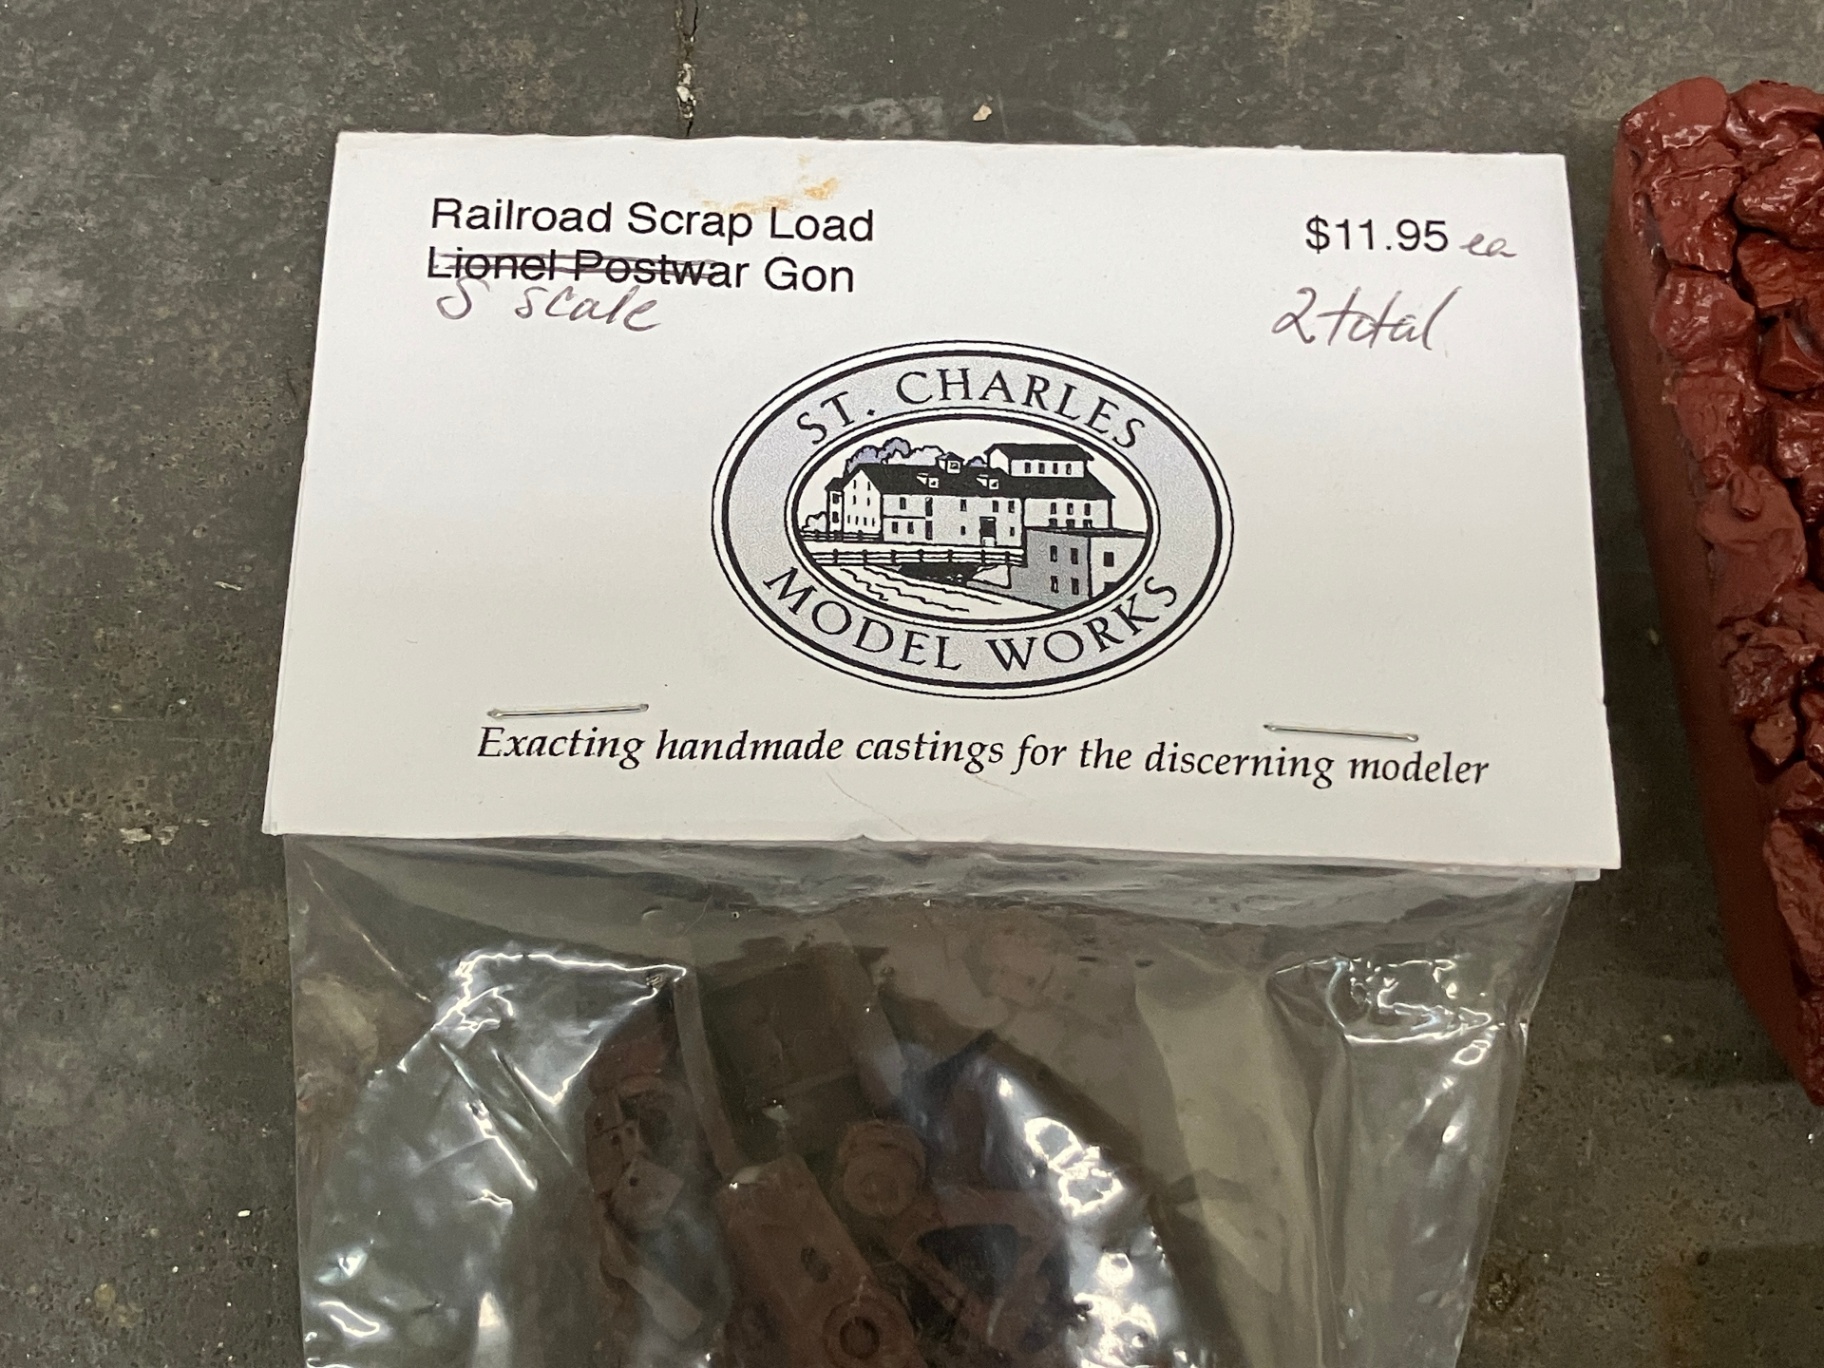 Railroad Scrap Load
$11.95 ea
Lionel Postwar Gon
S scale
2 total
ST. CHARLES
MODEL WORKS
Exacting handmade castings for the discerning modeler